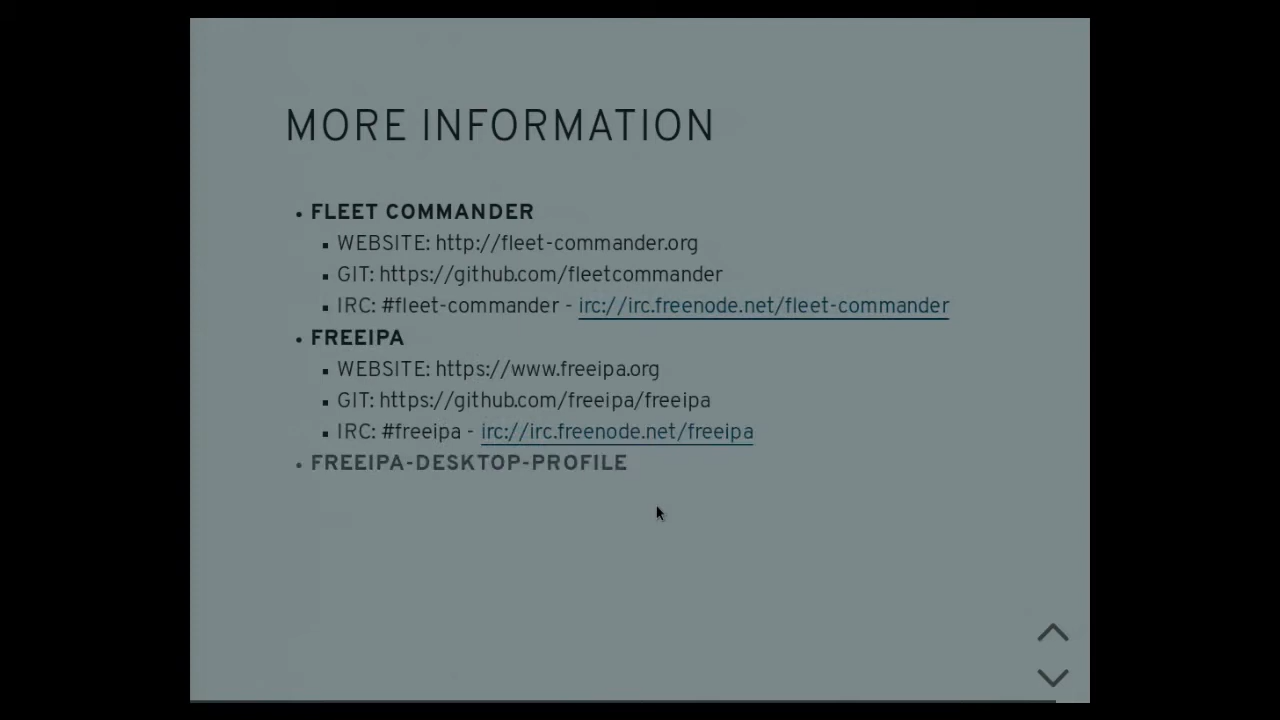 MORE INFORMATION
FLEET COMMANDER
WEBSITE: http://fleet-commander.org
GIT: https://github.com/fleetcommander
IRC: #fleet-commander - irc://irc.freenode.net/fleet-commander
FREEIPA
WEBSITE: https://www.freeipa.org
GIT: https://github.com/freeipa/freeipa
IRC: #freeipa - irc://irc.freenode.net/freeipa
FREEIPA-DESKTOP-PROFILE